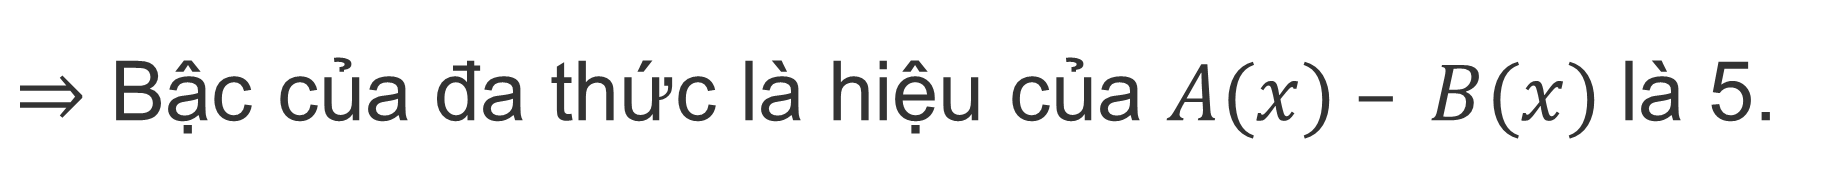 ⇒ Bậc của đa thức là hiệu của A(x) – B(x) là 5.